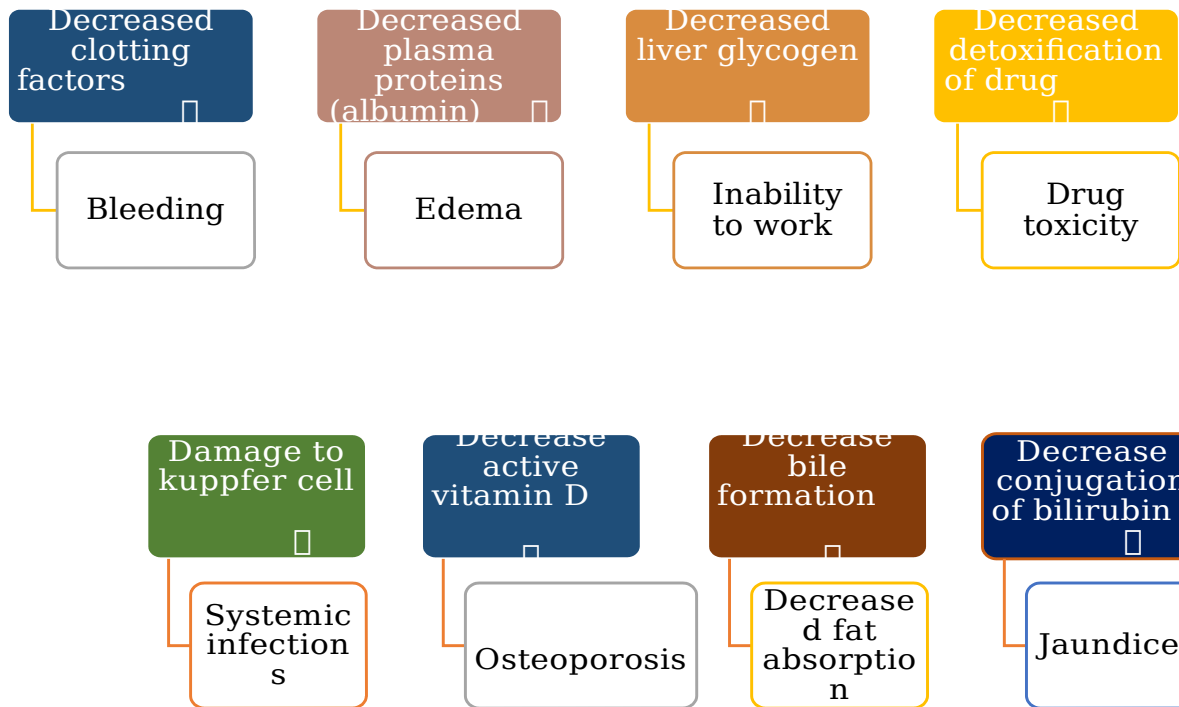 Decreased
clotting
factors
Bleeding
Decreased
plasma
proteins
(albumin)
Edema
Decreased
liver glycogen
Inability
to work
Decreased
detoxification
of drug
Drug
toxicity
Damage to
kuppfer cell
Systemic
infection
s
Decrease
active
vitamin D
Osteoporosis
Decrease
bile
formation
Decrease
d fat
absorptio
n
Decrease
conjugation
of bilirubin
Jaundice